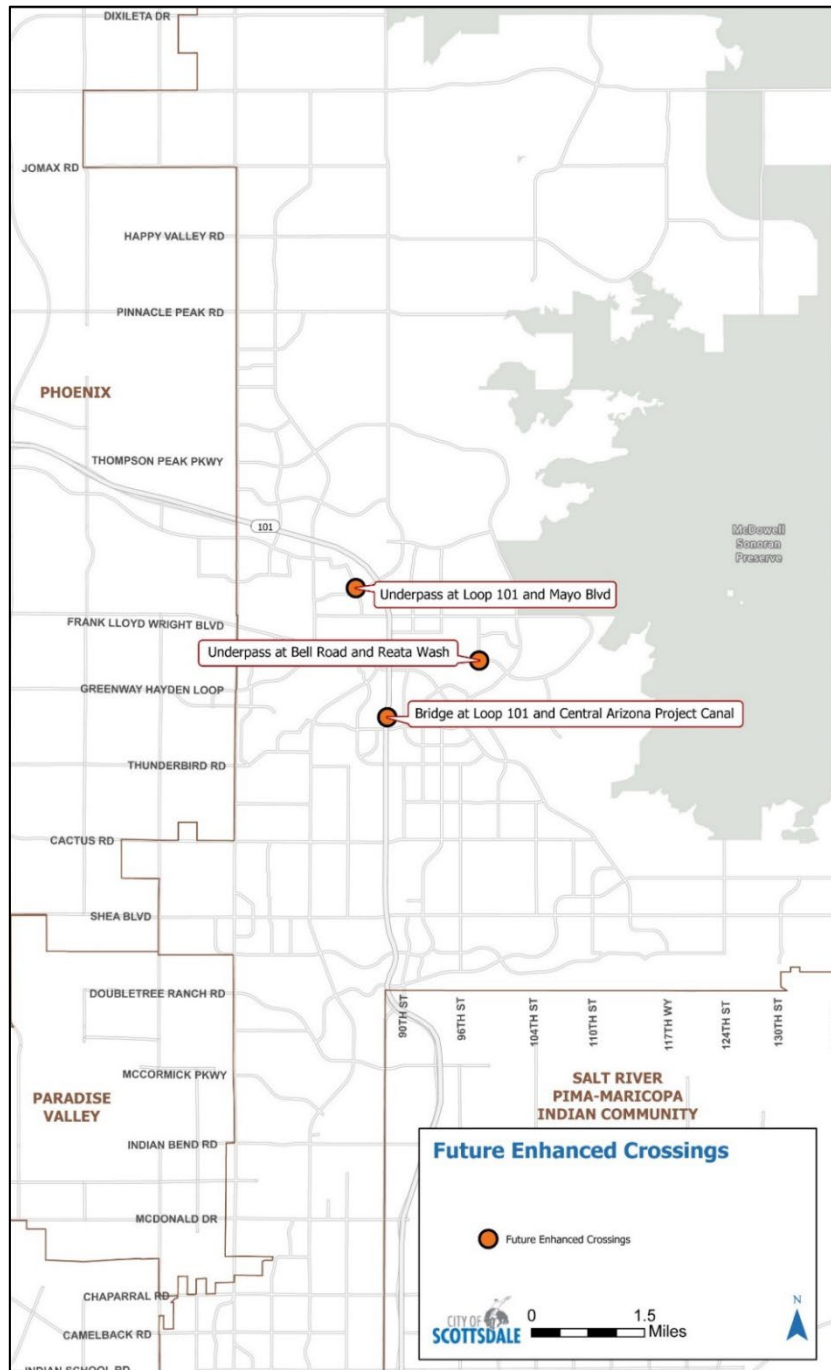 DIXILETA DR
JOMAX RD
HAPPY VALLEY RD
PINNACLE PEAK RD
PHOENIX
THOMPSON PEAK PKWY
101
McDowell
Sonoran
Preserve
Underpass at Loop 101 and Mayo Blvd
FRANK LLOYD WRIGHT BLVD
Underpass at Bell Road and Reata Wash
GREENWAY HAYDEN LOOP
Bridge at Loop 101 and Central Arizona Project Canal
THUNDERBIRD RD
CACTUS RD
SHEA BLVD
DOUBLETREE RANCH RD
90TH ST
96TH ST
104TH ST
110TH ST
117TH WY
124TH ST
130TH ST
MCCORMICK PKWY
PARADISE
VALLEY
SALT RIVER
PIMA-MARICOPA
INDIAN COMMUNITY
INDIAN BEND RD
MCDONALD DR
CHAPARRAL RD
CAMELBACK RD
INDIAN SCHOOL RD
Future Enhanced Crossings
Future Enhanced Crossings
CITY OF
SCOTTSDALE
0 1.5
Miles
N